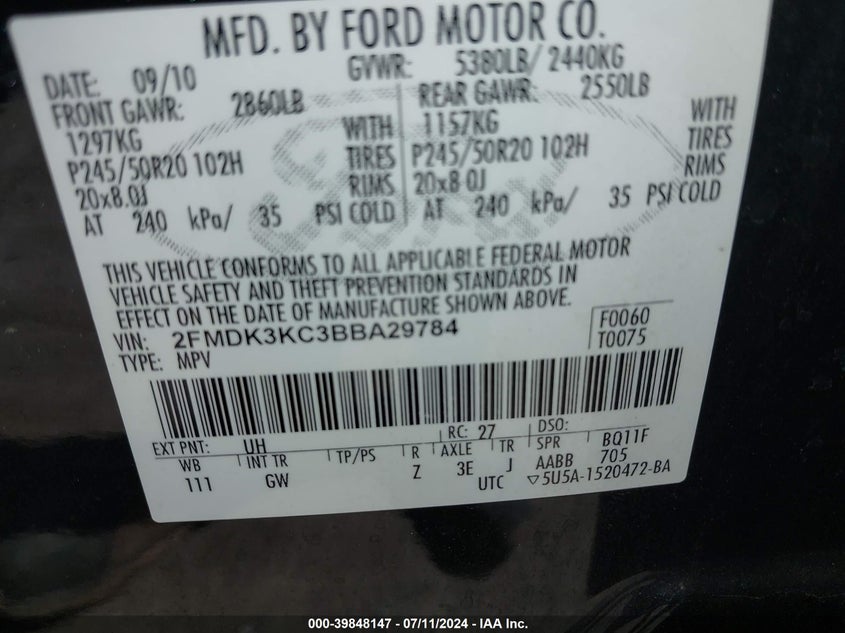 MFD. BY FORD MOTOR CO.
DATE: 09/10 GVWR: 5380LB/ 2440KG
FRONT GAWR: 2860LB REAR GAWR: 2550LB
1297KG WITH 1157KG WITH
P245/50R20 102H TIRES P245/50R20 102H TIRES
20x8.0J RIMS 20x8.0J RIMS
AT 240 kPa/ 35 PSI COLD AT 240 kPa/ 35 PSI COLD
THIS VEHICLE CONFORMS TO ALL APPLICABLE FEDERAL MOTOR
VEHICLE SAFETY AND THEFT PREVENTION STANDARDS IN
EFFECT ON THE DATE OF MANUFACTURE SHOWN ABOVE.
VIN: 2FMDK3KC3BBA29784 F0060
TYPE: MPV T0075
EXT PNT: UH RC: 27 DSO:
WB INT TR TP/PS R AXLE TR SPR BQ11F
111 GW Z 3E J AABB 705
UTC ▽5U5A-1520472-BA
000-39848147 - 07/11/2024 - IAA Inc.